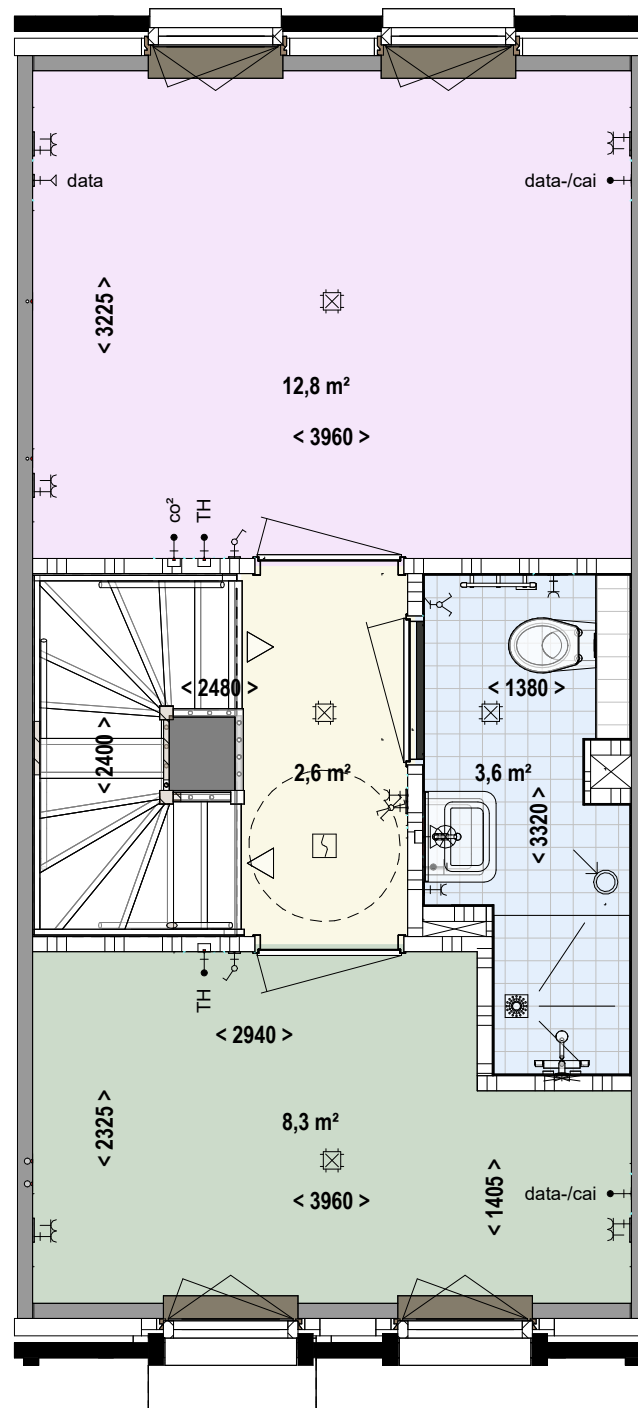 data
data-/cai
< 3225 >
12,8 m²
< 3960 >
co²
TH
< 2480 >
< 1380 >
< 2400 >
2,6 m²
3,6 m²
< 3320 >
TH
< 2940 >
< 2325 >
8,3 m²
< 3960 >
< 1405 >
data-/cai